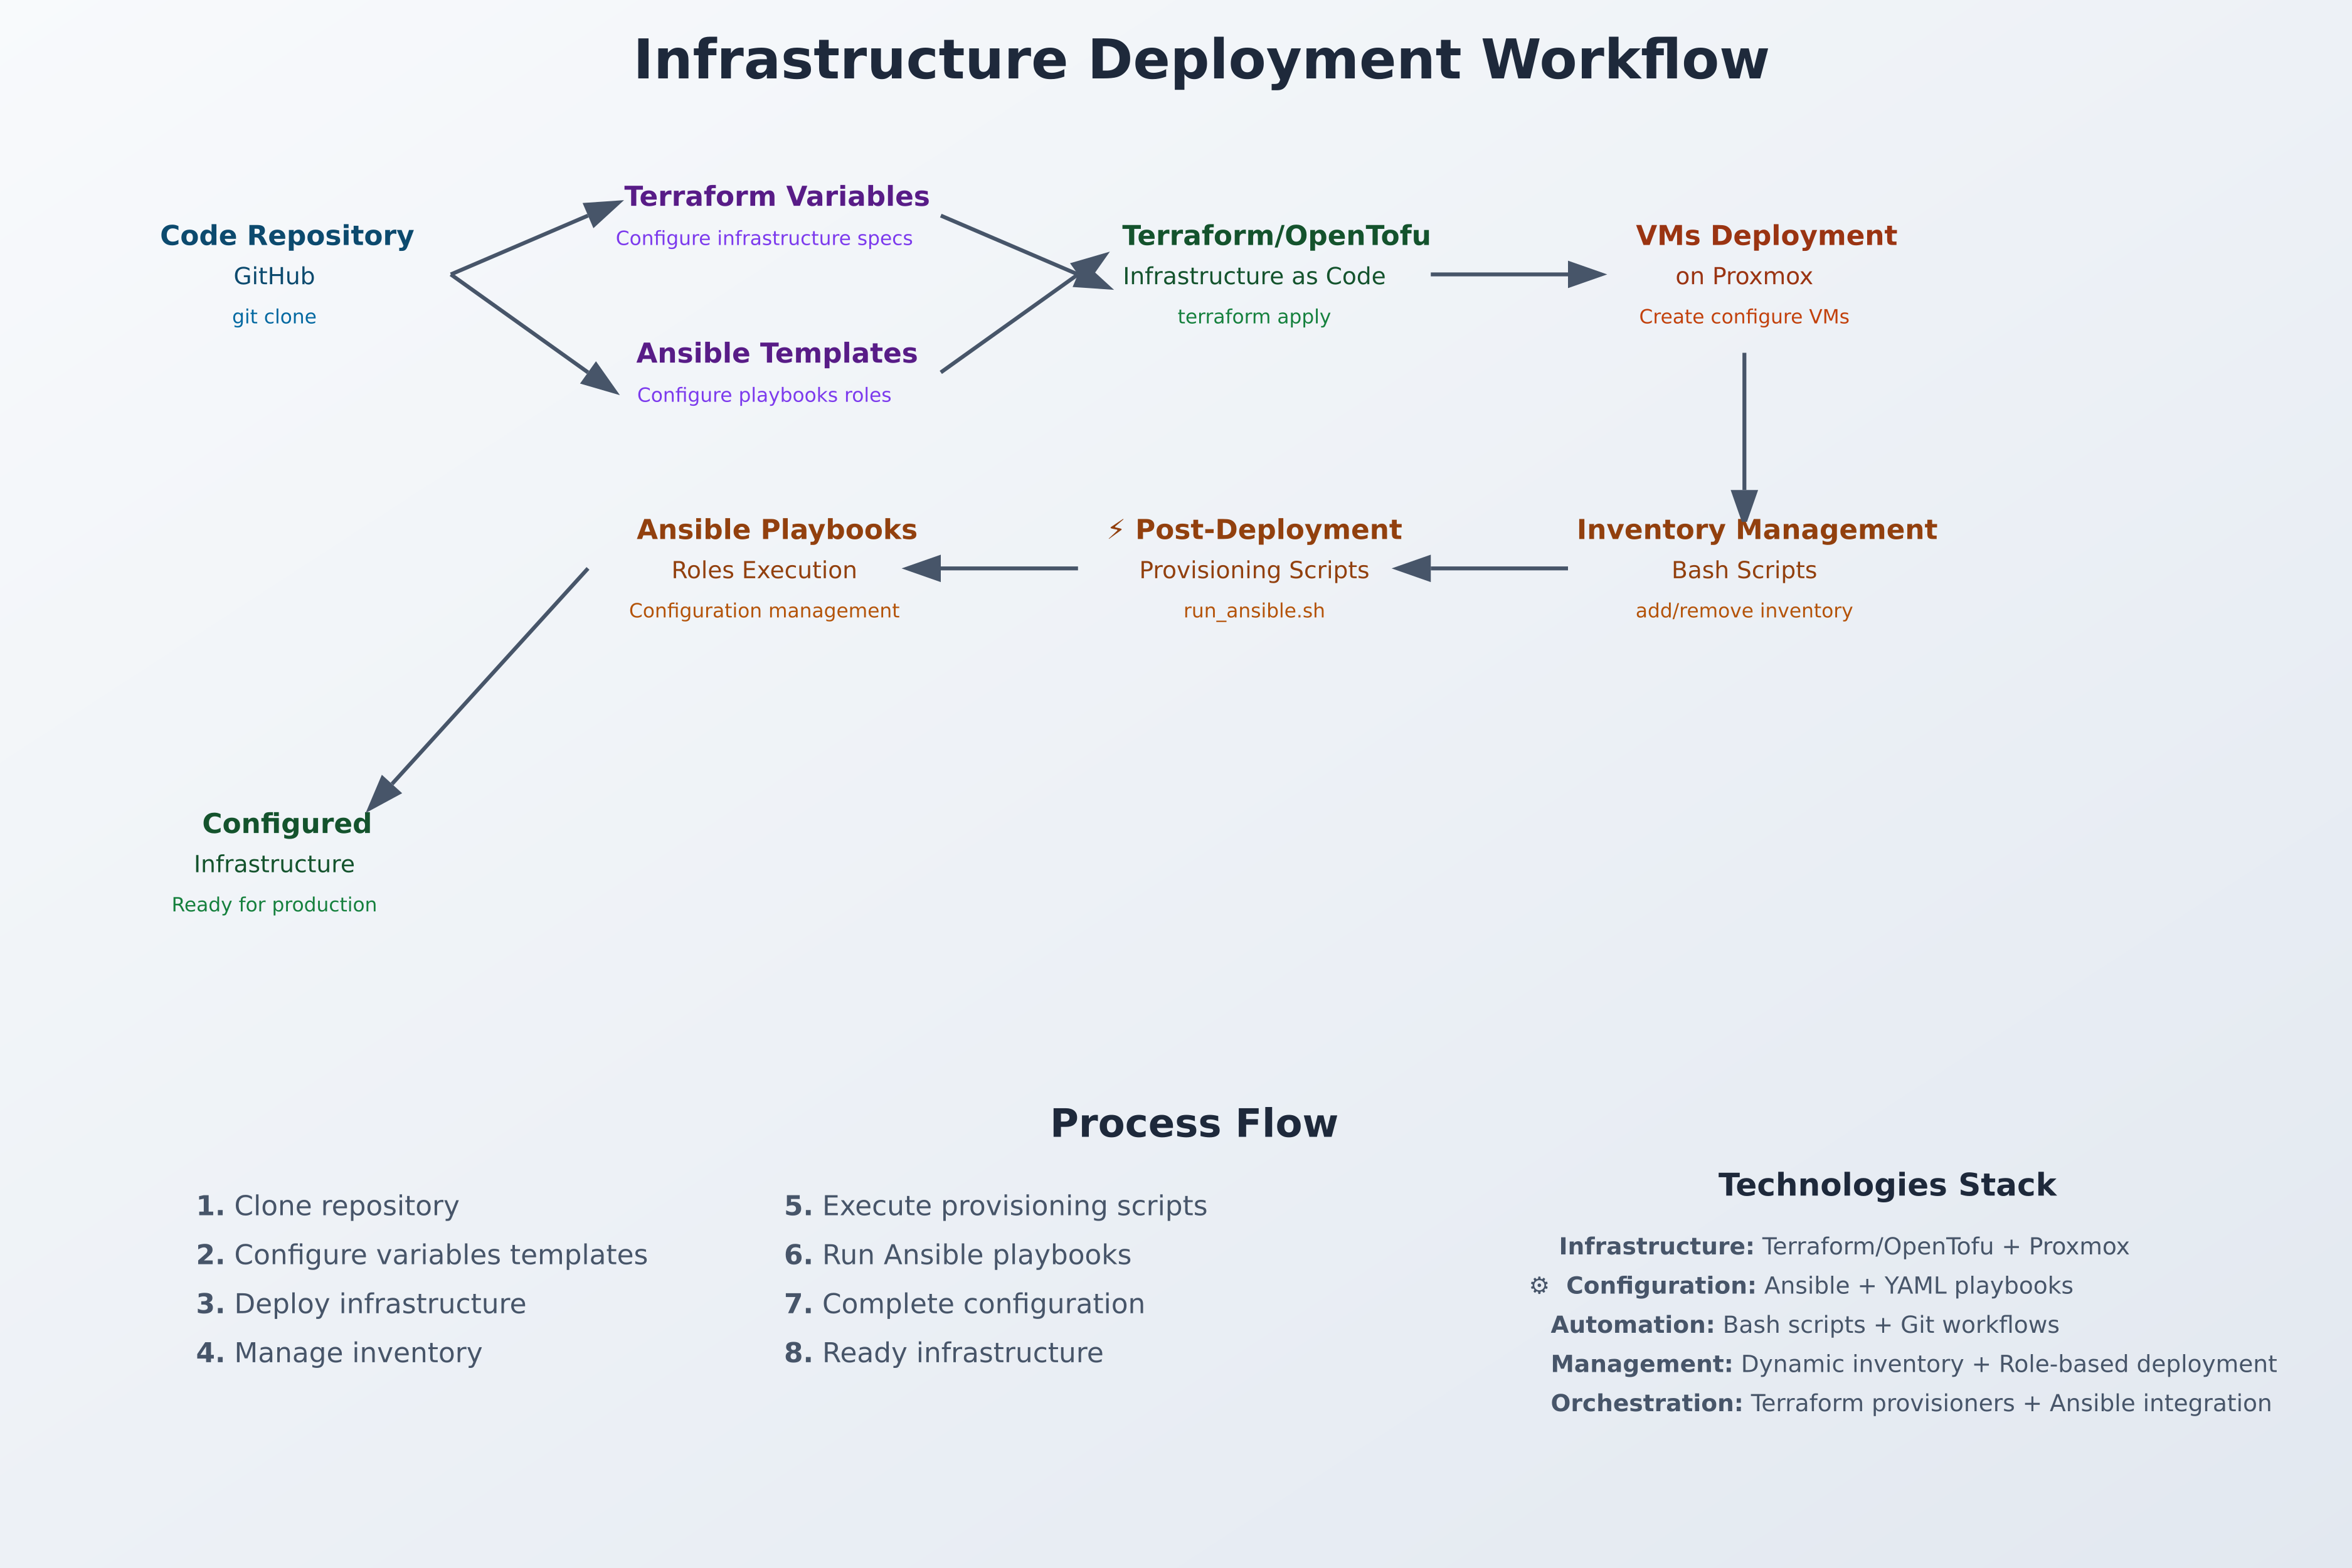 Infrastructure Deployment Workflow
Code Repository
GitHub
git clone
Terraform Variables
Configure infrastructure specs
Ansible Templates
Configure playbooks roles
Terraform/OpenTofu
Infrastructure as Code
terraform apply
VMs Deployment
on Proxmox
Create configure VMs
Inventory Management
Bash Scripts
add/remove inventory
⚡ Post-Deployment
Provisioning Scripts
run_ansible.sh
Ansible Playbooks
Roles Execution
Configuration management
Configured
Infrastructure
Ready for production
Process Flow
1. Clone repository
2. Configure variables templates
3. Deploy infrastructure
4. Manage inventory
5. Execute provisioning scripts
6. Run Ansible playbooks
7. Complete configuration
8. Ready infrastructure
Technologies Stack
Infrastructure: Terraform/OpenTofu + Proxmox
⚙ Configuration: Ansible + YAML playbooks
Automation: Bash scripts + Git workflows
Management: Dynamic inventory + Role-based deployment
Orchestration: Terraform provisioners + Ansible integration